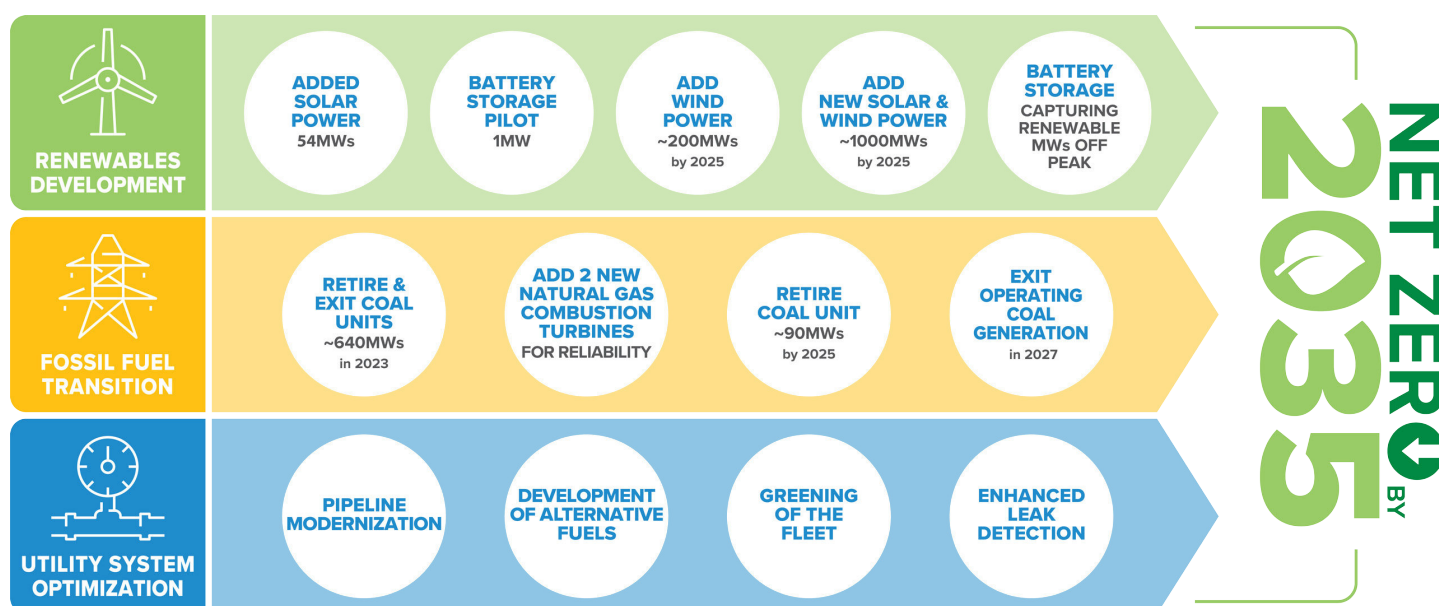 RENEWABLES
DEVELOPMENT
ADDED
SOLAR
POWER
54MWs
BATTERY
STORAGE
PILOT
1MW
ADD
WIND
POWER
~200MWs
by 2025
ADD
NEW SOLAR &
WIND POWER
~1000MWs
by 2025
BATTERY
STORAGE
CAPTURING
RENEWABLE
MWs OFF
PEAK
FOSSIL FUEL
TRANSITION
RETIRE &
EXIT COAL
UNITS
~640MWs
in 2023
ADD 2 NEW
NATURAL GAS
COMBUSTION
TURBINES
FOR RELIABILITY
RETIRE
COAL UNIT
~90MWs
by 2025
EXIT
OPERATING
COAL
GENERATION
in 2027
UTILITY SYSTEM
OPTIMIZATION
PIPELINE
MODERNIZATION
DEVELOPMENT
OF ALTERNATIVE
FUELS
GREENING
OF THE
FLEET
ENHANCED
LEAK
DETECTION
NET ZERO BY
2035